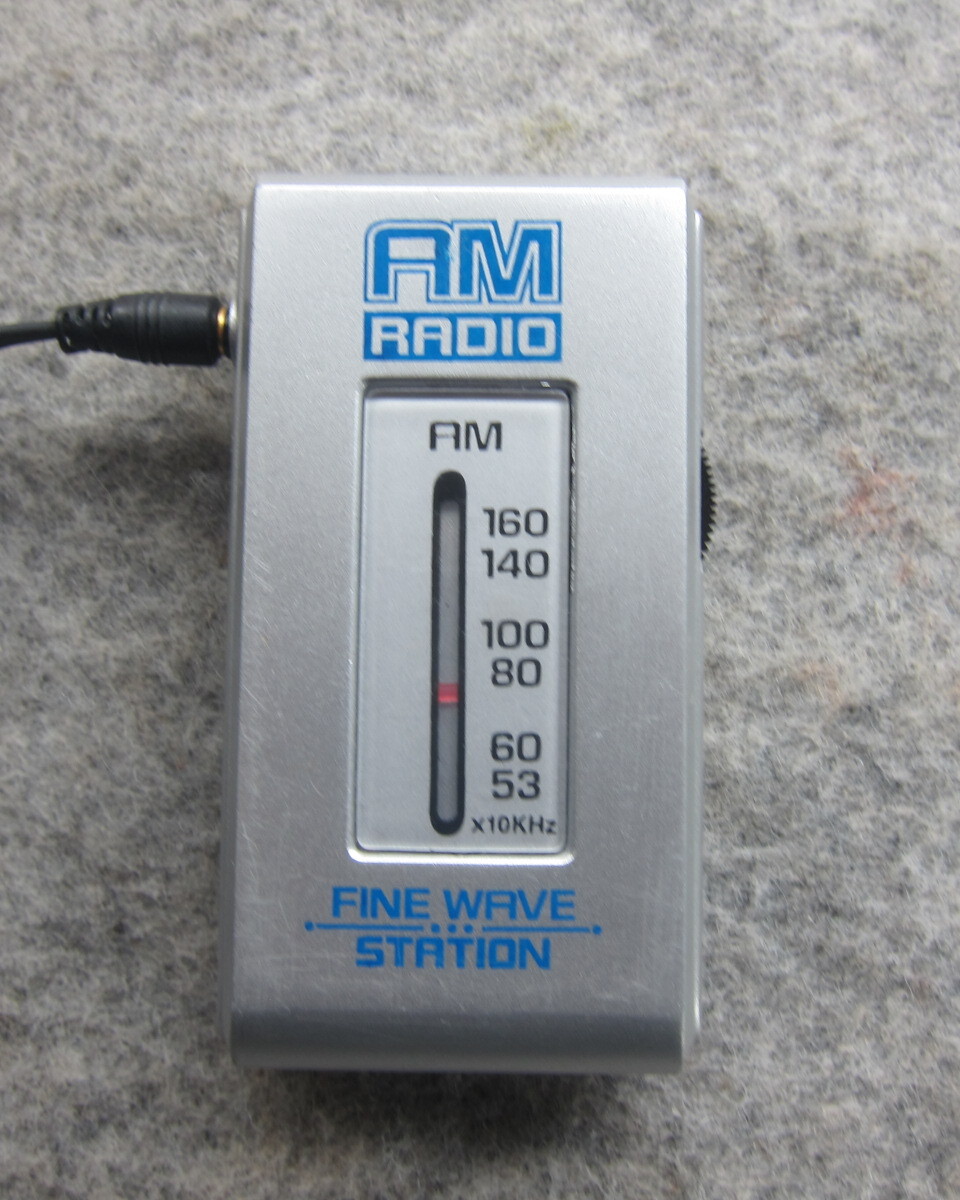 AM
RADIO
AM
160
140
100
80
60
53
x10KHz
FINE WAVE
STATION